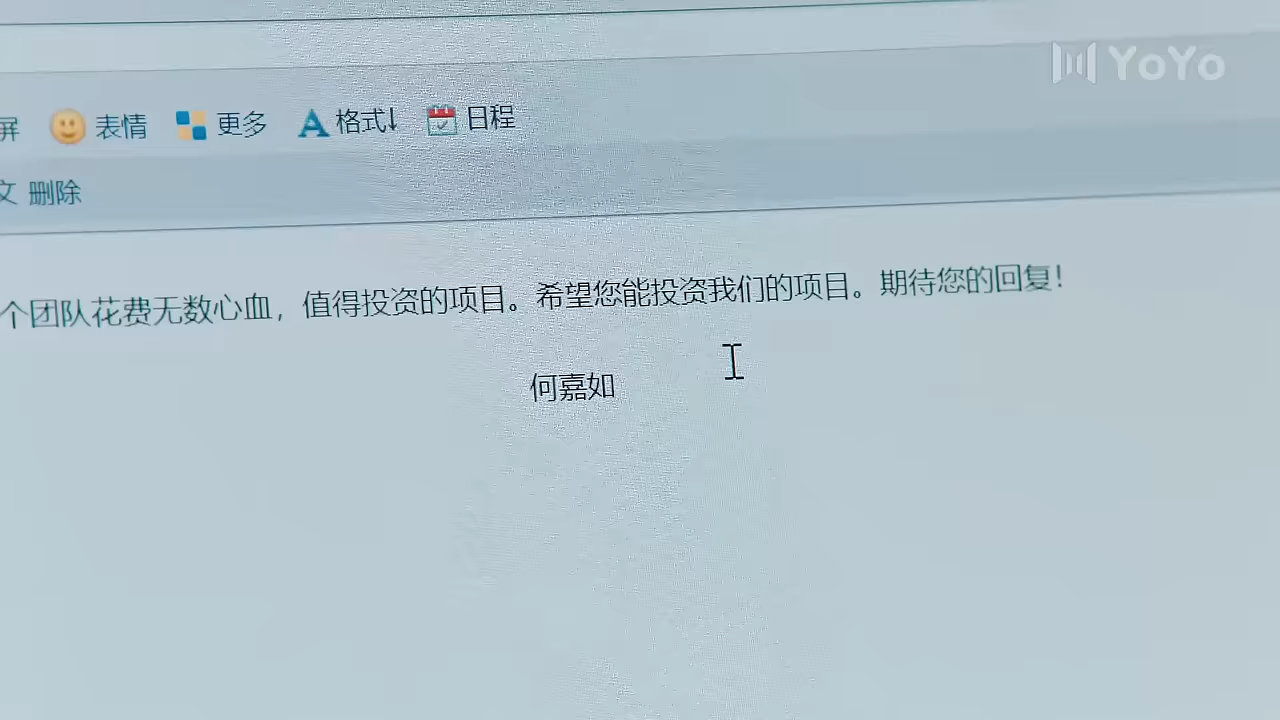 YoYo
屏 表情 更多 格式↓ 日程
文 删除
个团队花费无数心血，值得投资的项目。希望您能投资我们的项目。期待您的回复！
何嘉如